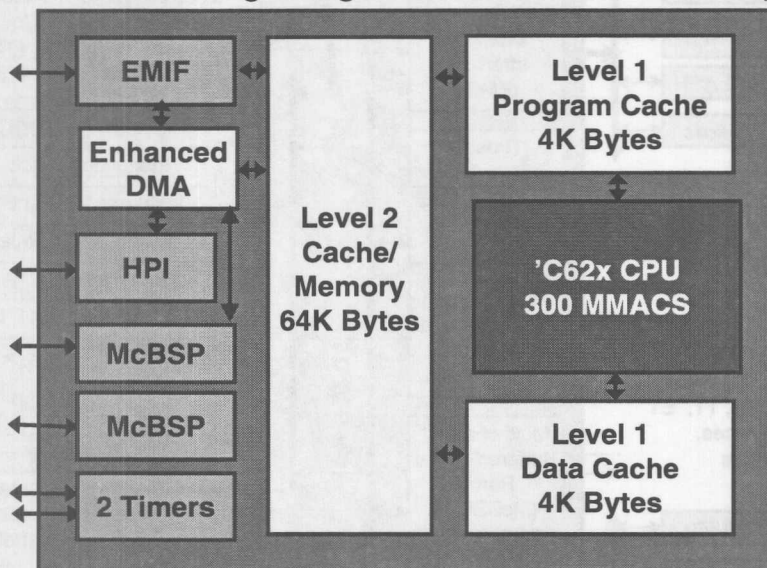 EMIF
Enhanced
DMA
HPI
McBSP
McBSP
2 Timers
Level 2
Cache/
Memory
64K Bytes
Level 1
Program Cache
4K Bytes
'C62x CPU
300 MMACS
Level 1
Data Cache
4K Bytes